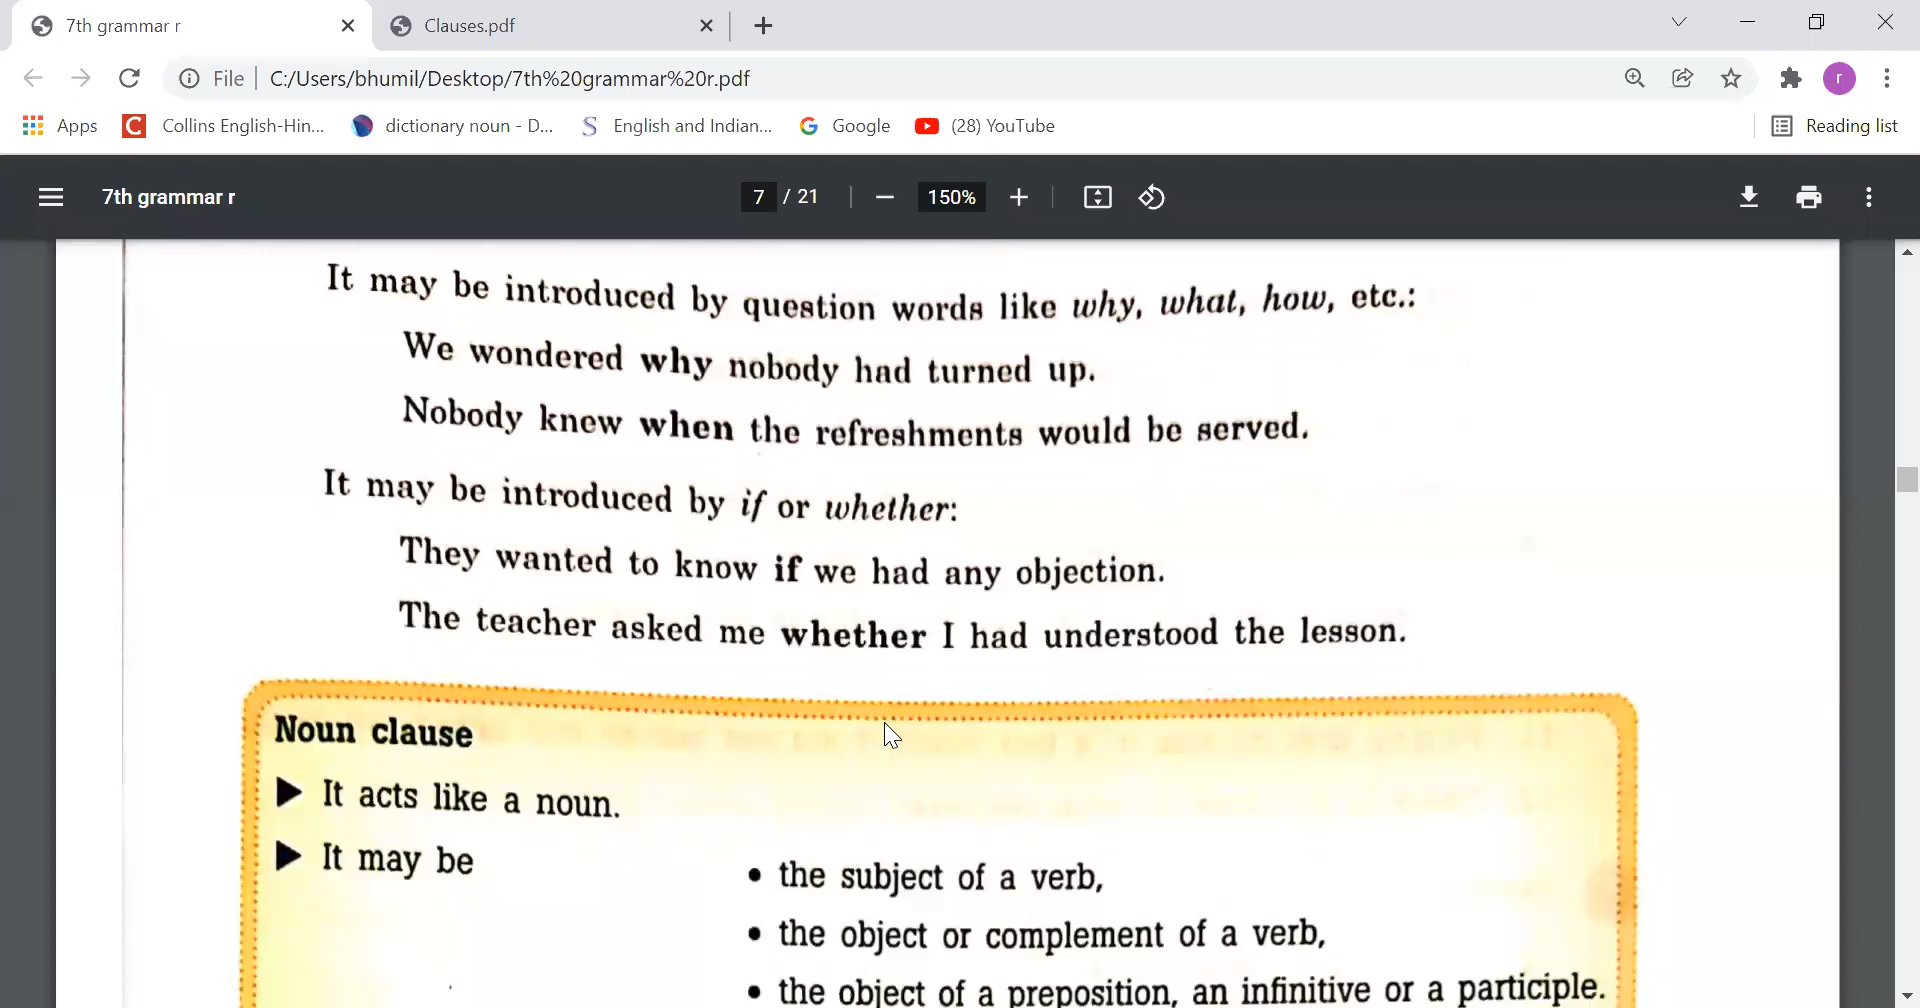 7th grammar r
Clauses.pdf
File
C:/Users/bhumil/Desktop/7th%20grammar%20r.pdf
r
Apps
Collins English-Hin...
dictionary noun - D...
English and Indian...
Google
(28) YouTube
Reading list
7th grammar r
7 / 21
150%
It may be introduced by question words like why, what, how, etc.:
We wondered why nobody had turned up.
Nobody knew when the refreshments would be served.
It may be introduced by if or whether:
They wanted to know if we had any objection.
The teacher asked me whether I had understood the lesson.
Noun clause
▶ It acts like a noun.
▶ It may be
• the subject of a verb,
• the object or complement of a verb,
• the object of a preposition, an infinitive or a participle.